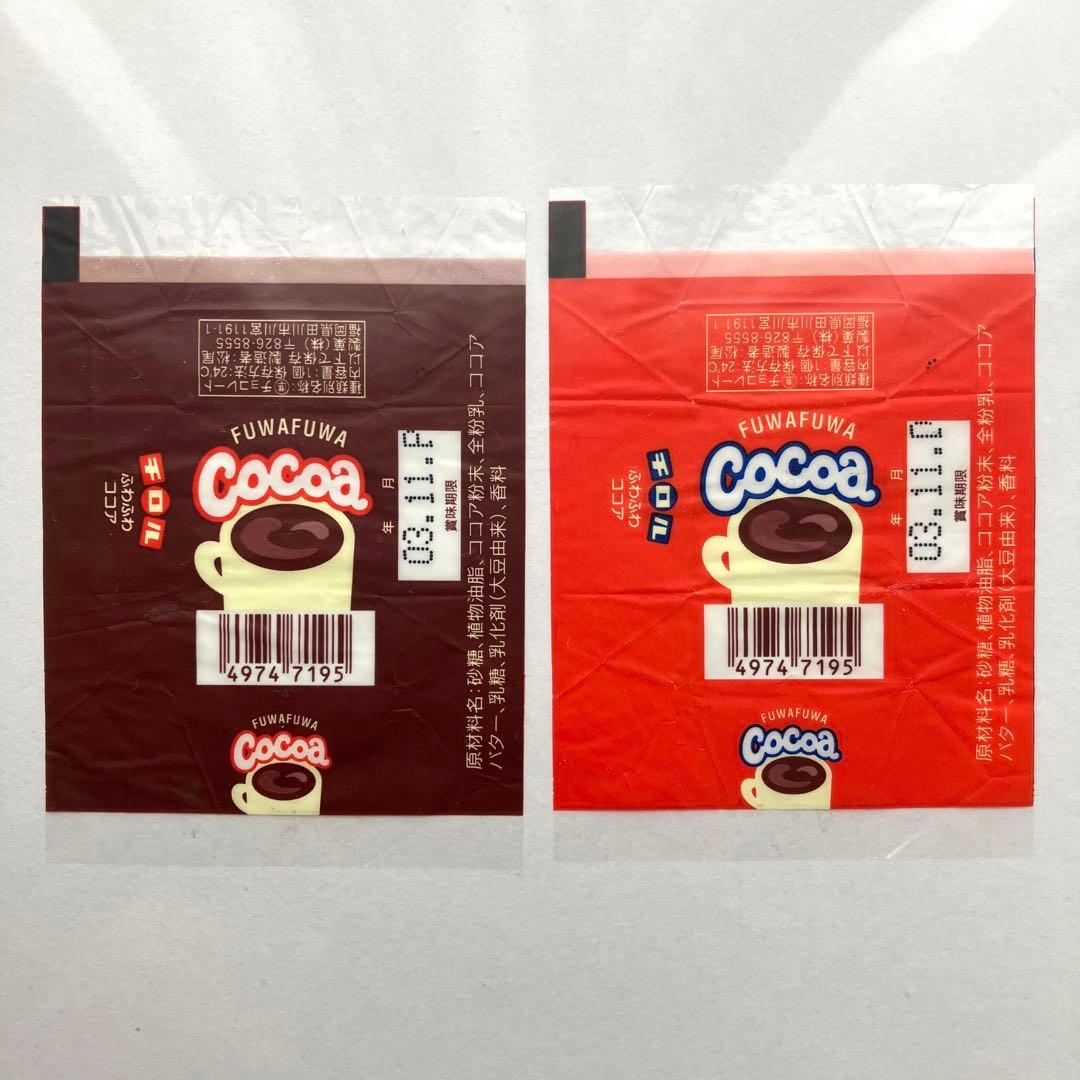 種類別名称:㊤チョコレート
内容量:1個 保存方法:24℃
以下で保存 製造者:松尾
製菓(株) 〒826-8555
福岡県田川市川宮1191-1
FUWAFUWA
Cocoa
チロル
ふわふわ
ココア
年 月
03.11.P
賞味期限
4974 7195
原材料名:砂糖、植物油脂、ココア粉末、全粉乳、ココア
バター、乳糖、乳化剤(大豆由来)、香料
FUWAFUWA
Cocoa
種類別名称:㊤チョコレート
内容量:1個 保存方法:24℃
以下で保存 製造者:松尾
製菓(株) 〒826-8555
福岡県田川市川宮1191-1
FUWAFUWA
Cocoa
チロル
ふわふわ
ココア
年 月
03.11.
賞味期限
4974 7195
原材料名:砂糖、植物油脂、ココア粉末、全粉乳、ココア
バター、乳糖、乳化剤(大豆由来)、香料
FUWAFUWA
Cocoa